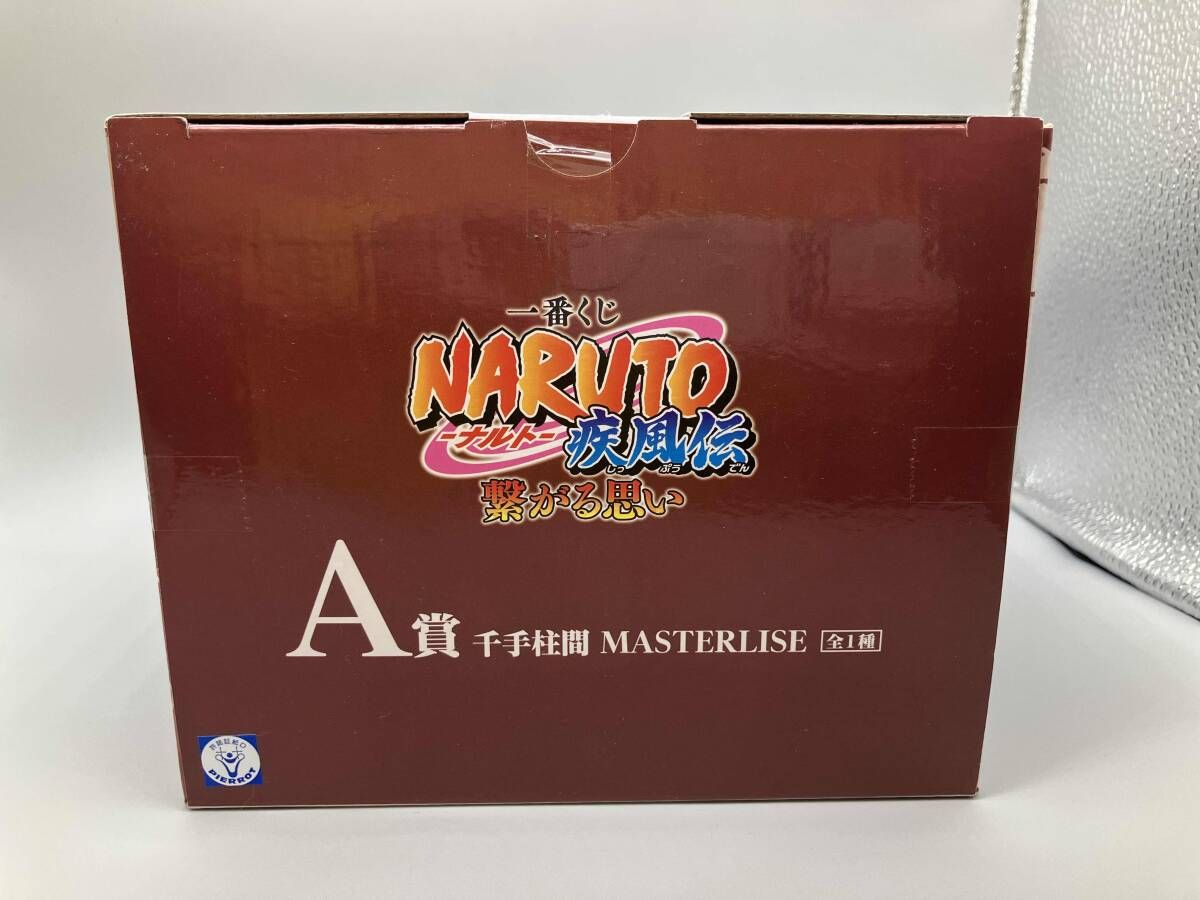 一番くじ
NARUTO
-ナルト-
疾風伝
しっ ぷう でん
繋がる思い
A賞 千手柱間 MASTERLISE 全1種
PIERROT